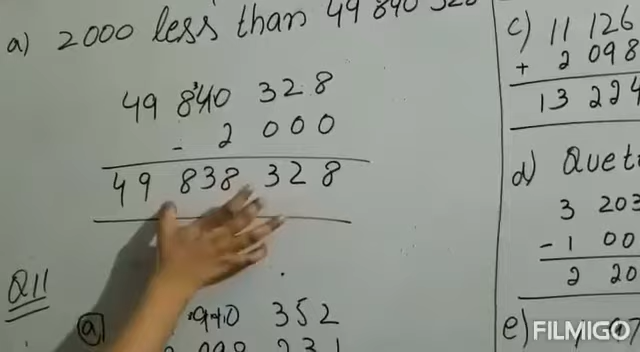 a) 2000 less than 49 840 328
49 840 328
- 2 000
49 838 328
Q11
a 940 352
c) 11 126
+ 2 098
13 224
d)
3 203
- 1 00
2 20
e)
FILMIGO